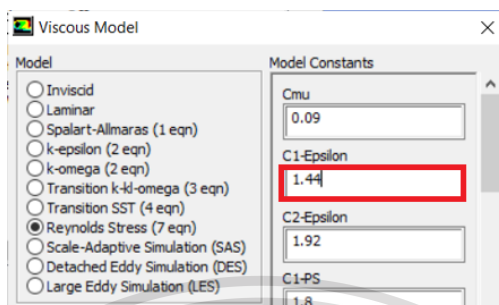 Viscous Model
Model
Inviscid
Laminar
Spalart-Allmaras (1 eqn)
k-epsilon (2 eqn)
k-omega (2 eqn)
Transition k-kl-omega (3 eqn)
Transition SST (4 eqn)
Reynolds Stress (7 eqn)
Scale-Adaptive Simulation (SAS)
Detached Eddy Simulation (DES)
Large Eddy Simulation (LES)
Model Constants
Cmu
0.09
C1-Epsilon
1.44
C2-Epsilon
1.92
C1-PS
1.8